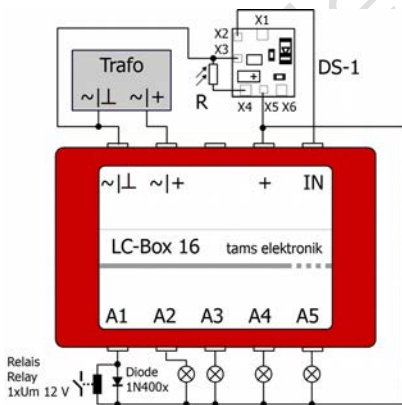 X1
X2
X3
DS-1
Trafo
~|⊥ ~|+
R
X4 X5 X6
~|⊥ ~|+ + IN
LC-Box 16 tams elektronik
A1 A2 A3 A4 A5
Relais
Relay
1xUm 12 V
Diode
1N400x